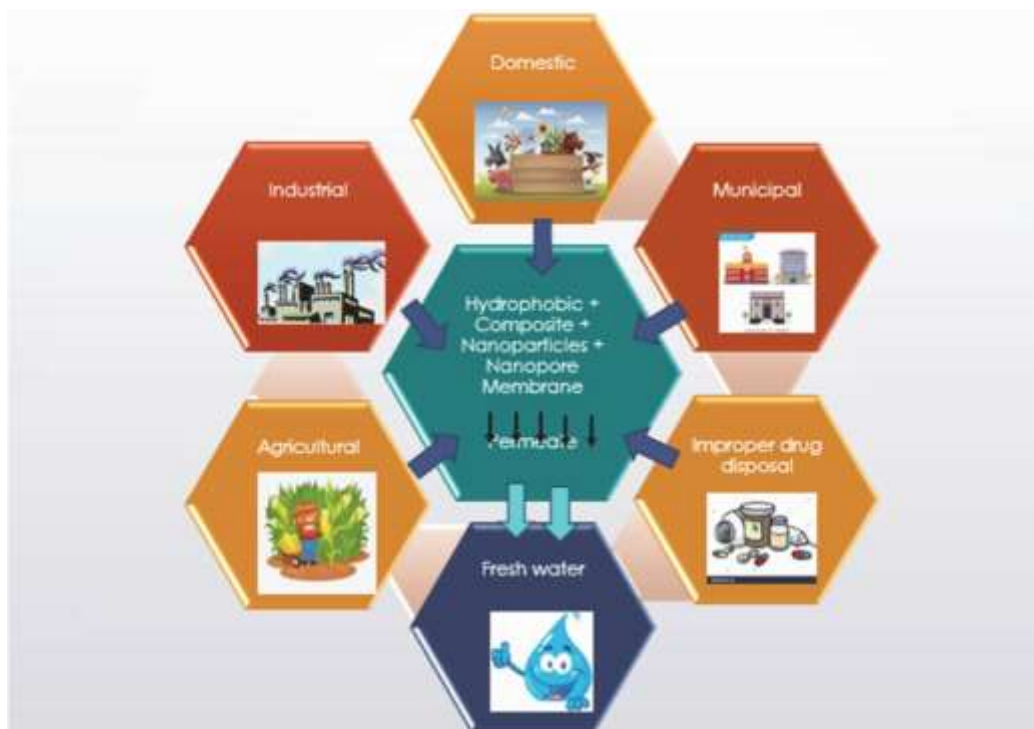 Domestic
Industrial
Municipal
Hydrophobic +
Composite +
Nanoparticles +
Nanopore
Membrane
Permeate
Agricultural
Improper drug
disposal
Fresh water